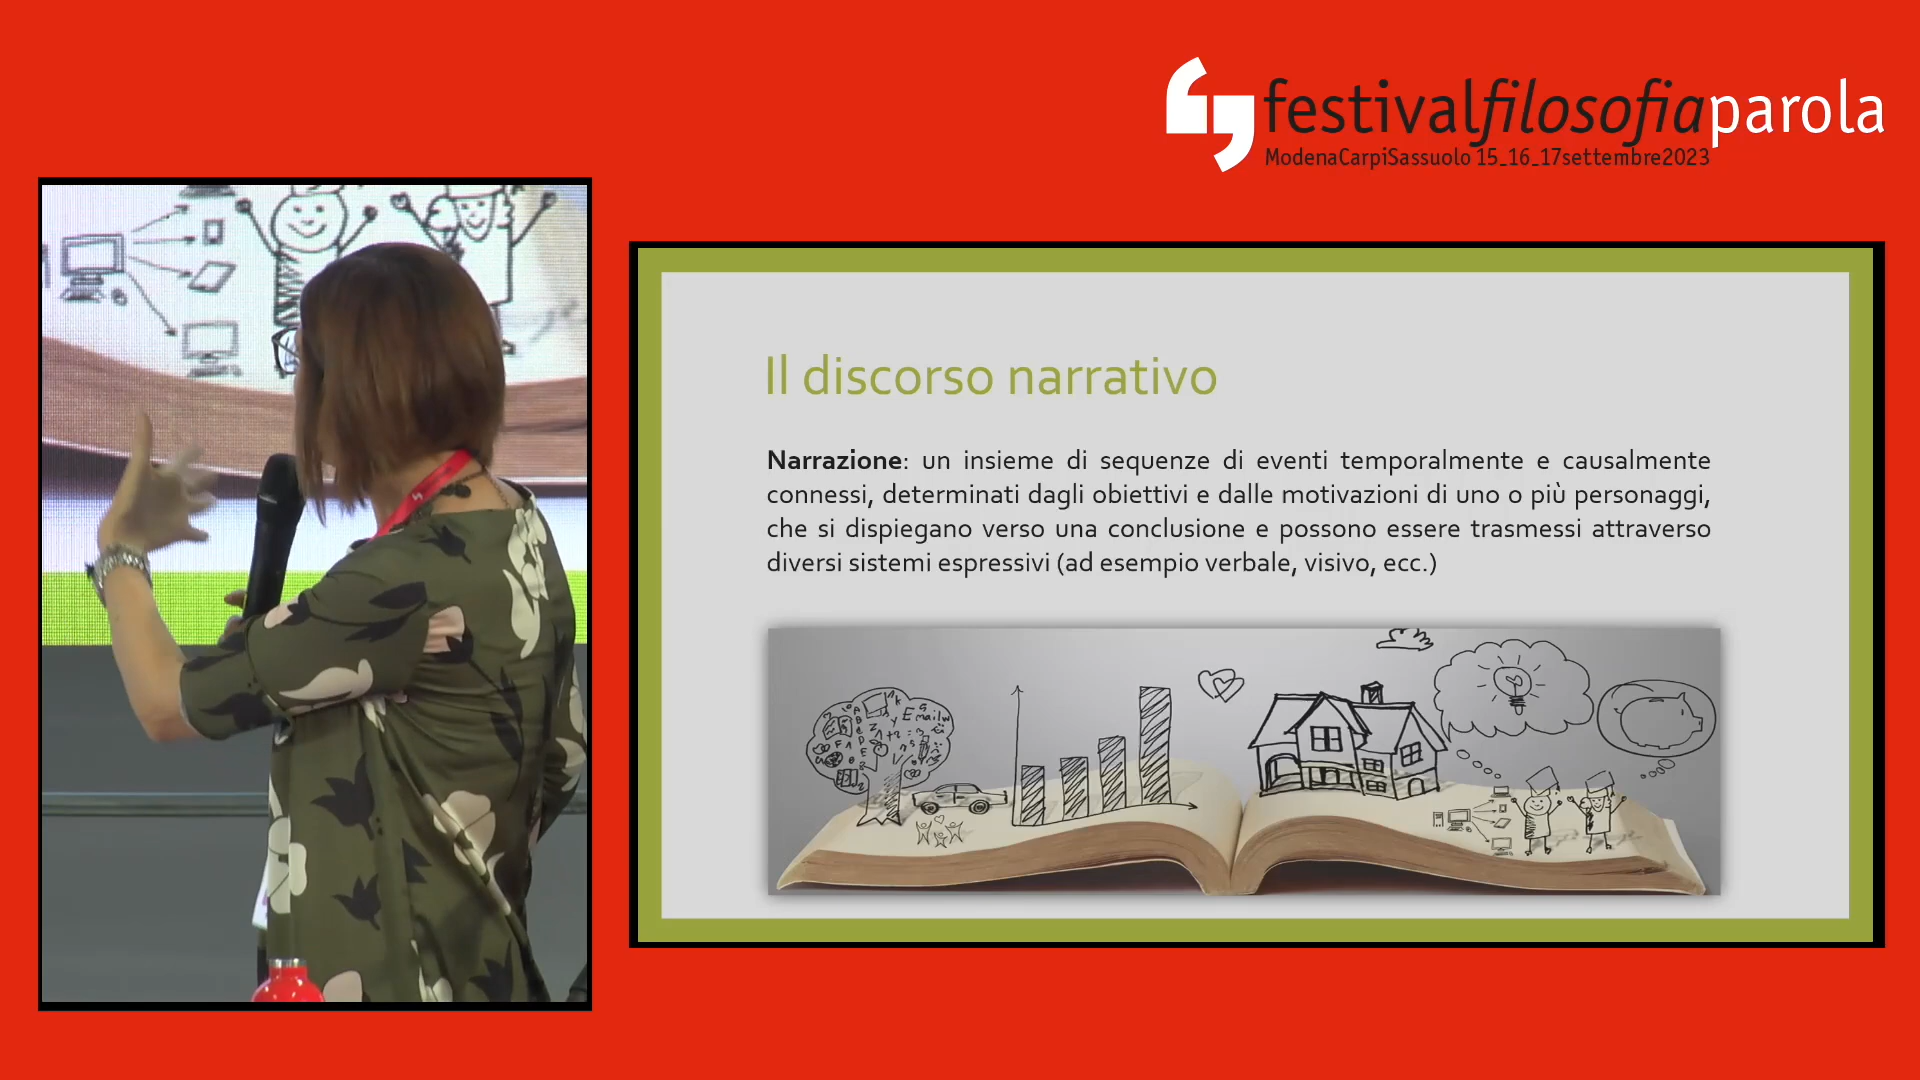 festivalfilosofiaparola
ModenaCarpiSassuolo 15_16_17settembre2023
Il discorso narrativo
Narrazione: un insieme di sequenze di eventi temporalmente e causalmente
connessi, determinati dagli obiettivi e dalle motivazioni di uno o più personaggi,
che si dispiegano verso una conclusione e possono essere trasmessi attraverso
diversi sistemi espressivi (ad esempio verbale, visivo, ecc.)